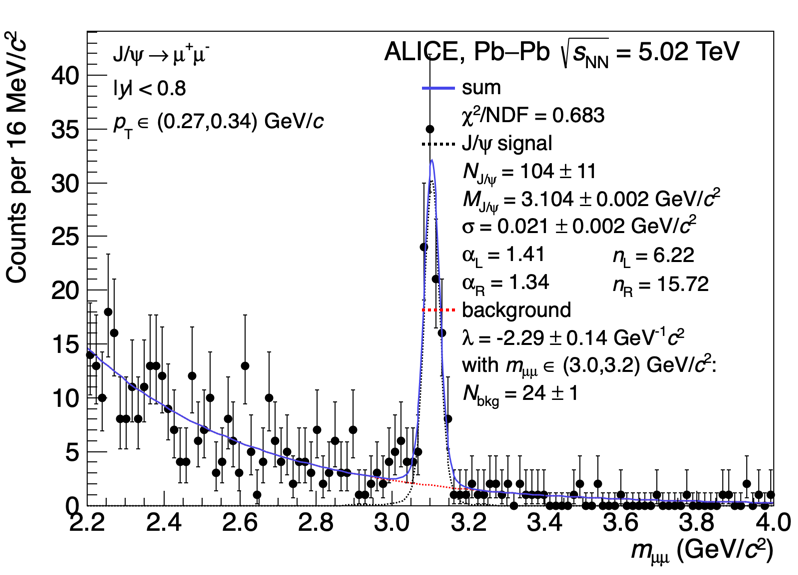 J/ψ → μ⁺μ⁻
|y| < 0.8
p_T ∈ (0.27,0.34) GeV/c
ALICE, Pb–Pb √s_NN = 5.02 TeV
sum
χ²/NDF = 0.683
J/ψ signal
N_J/ψ = 104 ± 11
M_J/ψ = 3.104 ± 0.002 GeV/c²
σ = 0.021 ± 0.002 GeV/c²
α_L = 1.41 n_L = 6.22
α_R = 1.34 n_R = 15.72
background
λ = -2.29 ± 0.14 GeV⁻¹c²
with m_μμ ∈ (3.0,3.2) GeV/c²:
N_bkg = 24 ± 1
Counts per 16 MeV/c²
40
35
30
25
20
15
10
5
0
2.2 2.4 2.6 2.8 3.0 3.2 3.4 3.6 3.8 4.0
m_μμ (GeV/c²)